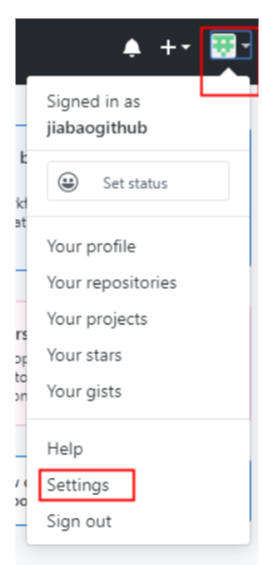 Signed in as
jiabaogithub
Set status
Your profile
Your repositories
Your projects
Your stars
Your gists
Help
Settings
Sign out